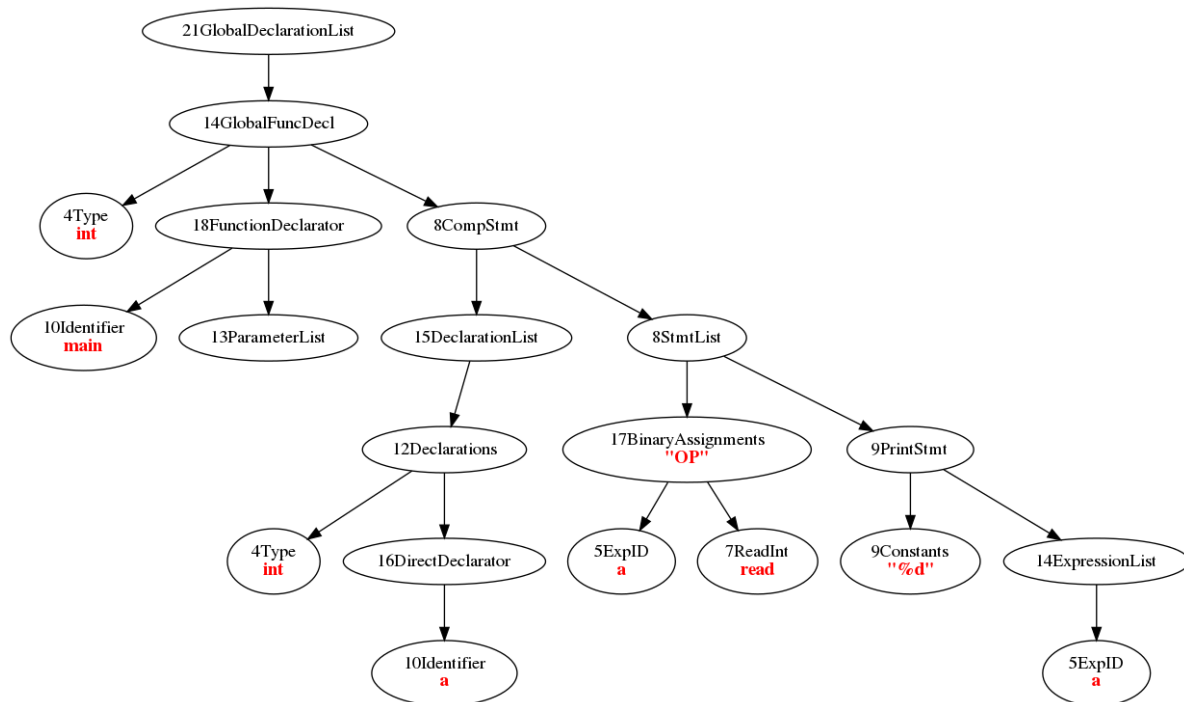 21GlobalDeclarationList
14GlobalFuncDecl
4Type
int
18FunctionDeclarator
8CompStmt
10Identifier
main
13ParameterList
15DeclarationList
8StmtList
12Declarations
17BinaryAssignments
"OP"
9PrintStmt
4Type
int
16DirectDeclarator
5ExpID
a
7ReadInt
read
9Constants
"%d"
14ExpressionList
10Identifier
a
5ExpID
a